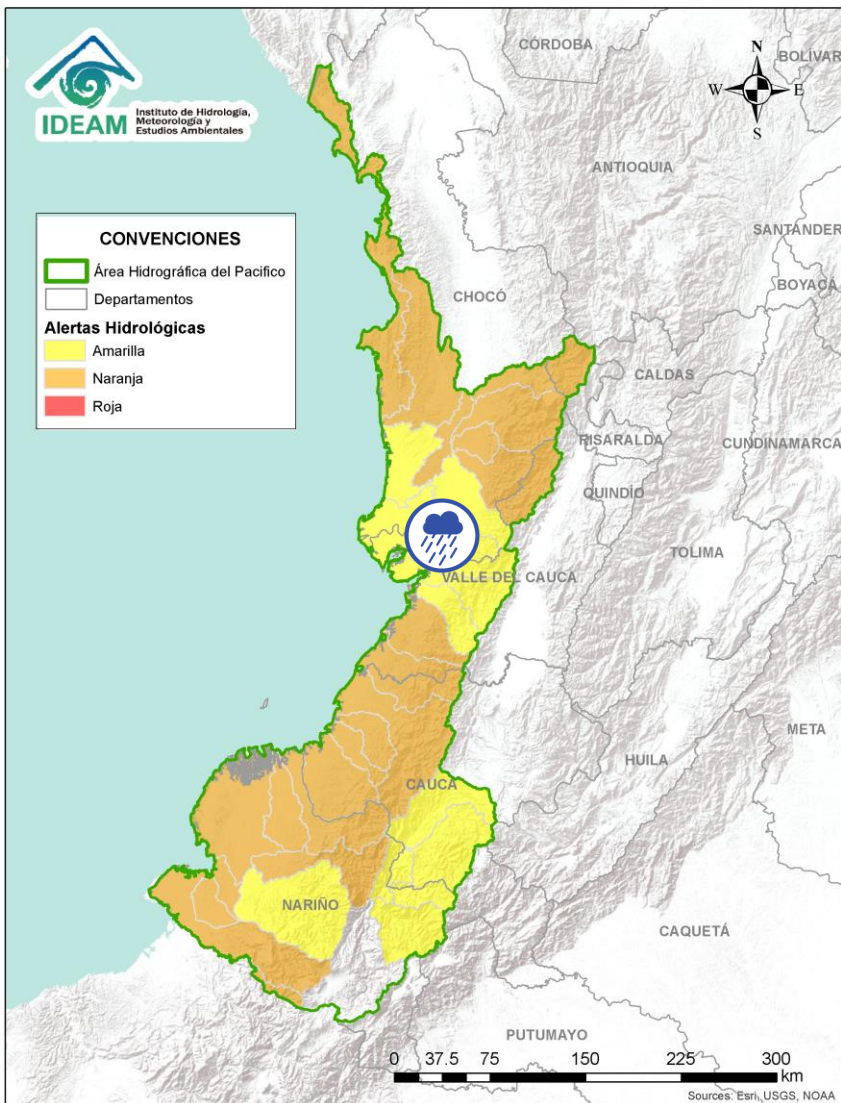 IDEAM
Instituto de Hidrología,
Meteorología y
Estudios Ambientales
CÓRDOBA
BOLÍVAR
N
W
E
S
ANTIOQUIA
SANTANDER
BOYACÁ
CONVENCIONES
Área Hidrográfica del Pacifico
Departamentos
Alertas Hidrológicas
Amarilla
Naranja
Roja
CHOCÓ
CALDAS
RISARALDA
CUNDINAMARCA
QUINDÍO
TOLIMA
VALLE DEL CAUCA
META
HUILA
CAUCA
NARIÑO
CAQUETÁ
PUTUMAYO
0 37.5 75 150 225 300
km
Sources: Esri, USGS, NOAA